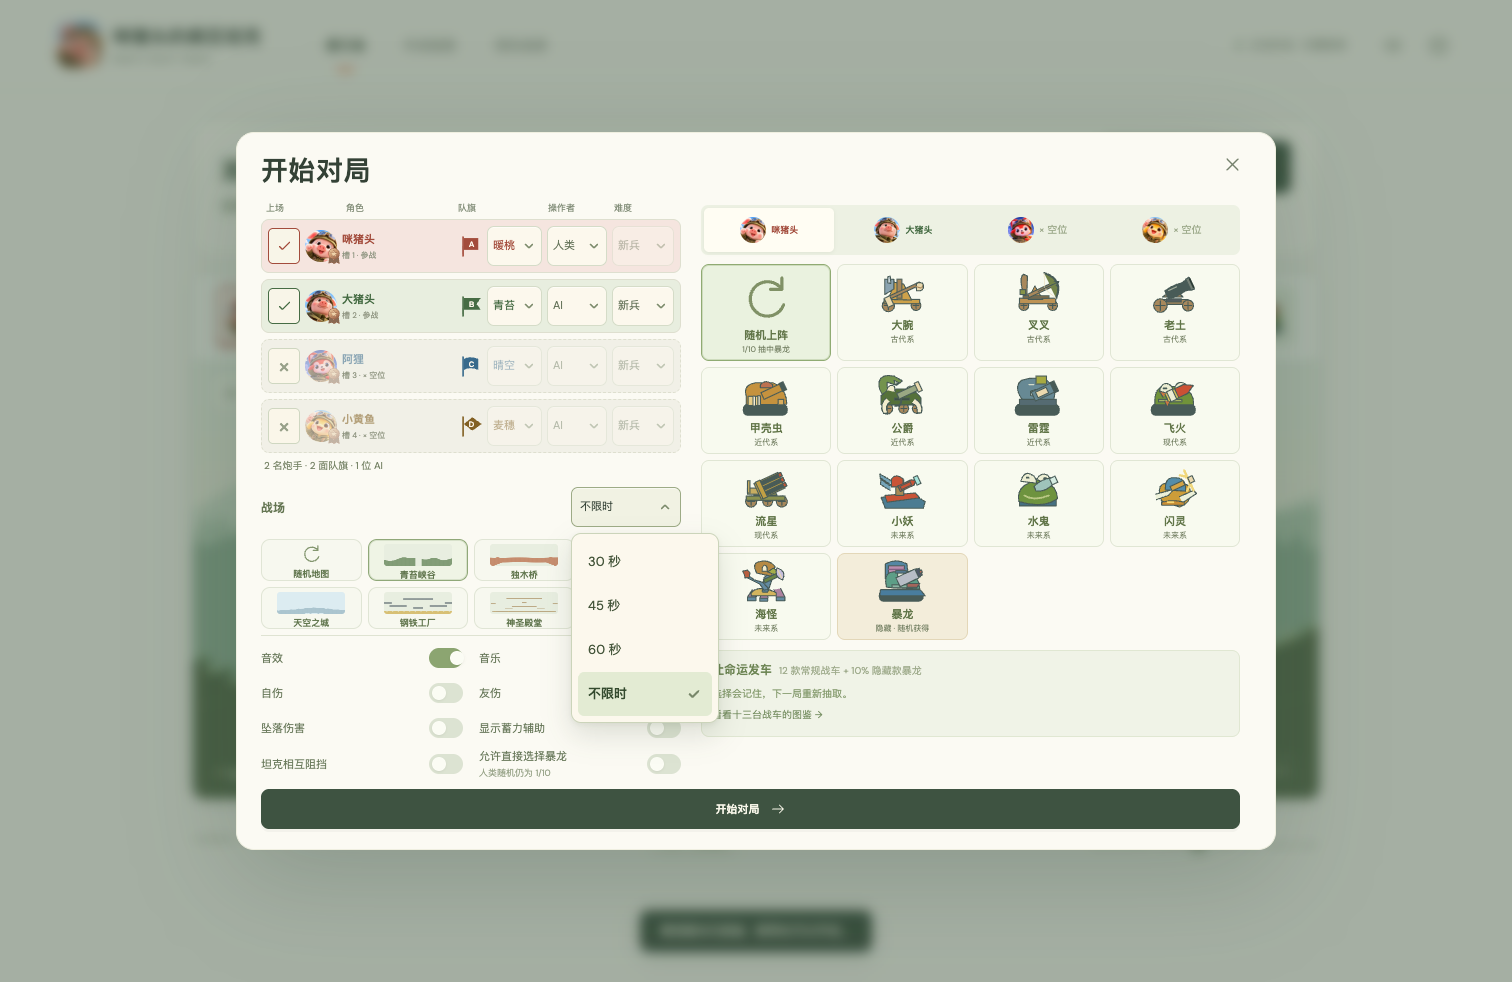 开始对局
上场 角色 队旗 操作者 难度
A
咪猪头
槽 1 · 参战
暖桃 人类 新兵
B
大猪头
槽 2 · 参战
青苔 AI 新兵
C
阿狸
槽 3 · × 空位
晴空 AI 新兵
D
小黄鱼
槽 4 · × 空位
麦穗 AI 新兵
2 名炮手 · 2 面队旗 · 1 位 AI
战场
不限时
30 秒
45 秒
60 秒
不限时
随机地图 青苔峡谷 独木桥
天空之城 钢铁工厂 神圣殿堂
音效 音乐
自伤 友伤
坠落伤害 显示蓄力辅助
坦克相互阻挡 允许直接选择暴龙
人类随机仍为 1/10
咪猪头 大猪头 × 空位 × 空位
随机上阵 大腕 叉叉 老土
1/10 抽中暴龙 古代系 古代系 古代系
甲壳虫 公爵 雷霆 飞火
近代系 近代系 近代系 现代系
流星 小妖 水鬼 闪灵
现代系 未来系 未来系 未来系
海怪 暴龙
未来系 隐藏 · 随机获得
命运发车 12 款常规战车 + 10% 隐藏款暴龙
择会记住，下一局重新抽取。
看十三台战车的图鉴 →
开始对局 →